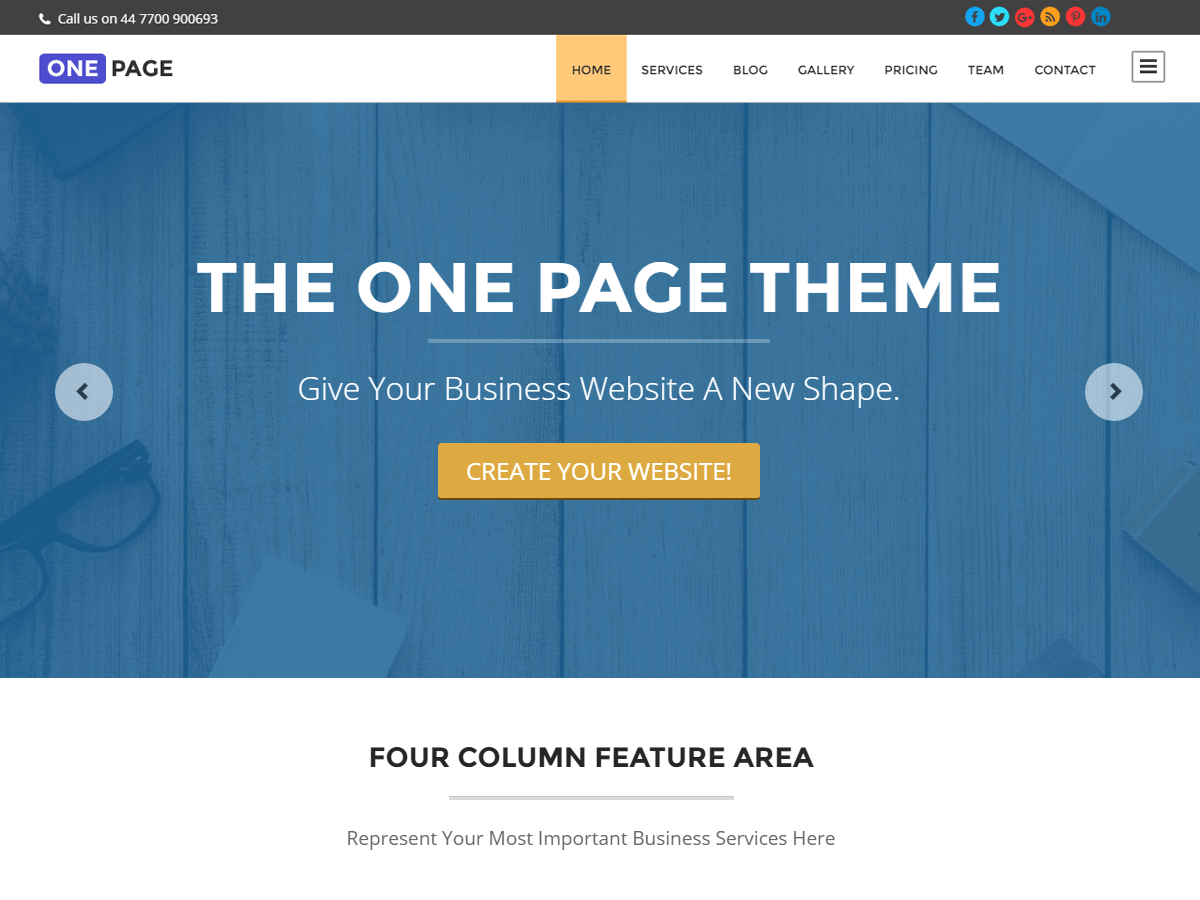 Call us on 44 7700 900693
ONE PAGE
HOME SERVICES BLOG GALLERY PRICING TEAM CONTACT
THE ONE PAGE THEME
Give Your Business Website A New Shape.
CREATE YOUR WEBSITE!
FOUR COLUMN FEATURE AREA
Represent Your Most Important Business Services Here